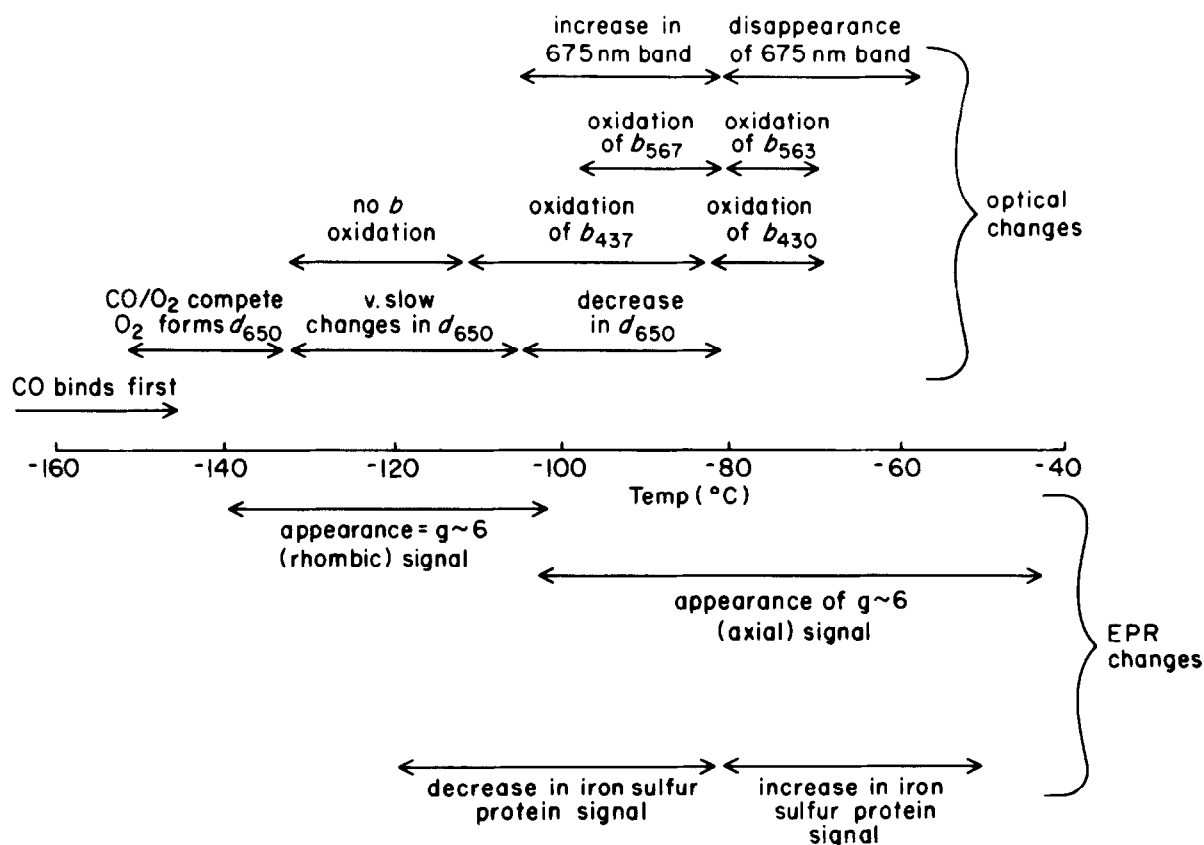 increase in
675 nm band
disappearance
of 675 nm band
oxidation
of b567
oxidation
of b563
optical
changes
no b
oxidation
oxidation
of b437
oxidation
of b430
CO/O2 compete
O2 forms d650
v. slow
changes in d650
decrease
in d650
CO binds first
-160 -140 -120 -100 -80 -60 -40
Temp (°C)
appearance = g~6
(rhombic) signal
appearance of g~6
(axial) signal
EPR
changes
decrease in iron sulfur
protein signal
increase in iron
sulfur protein
signal